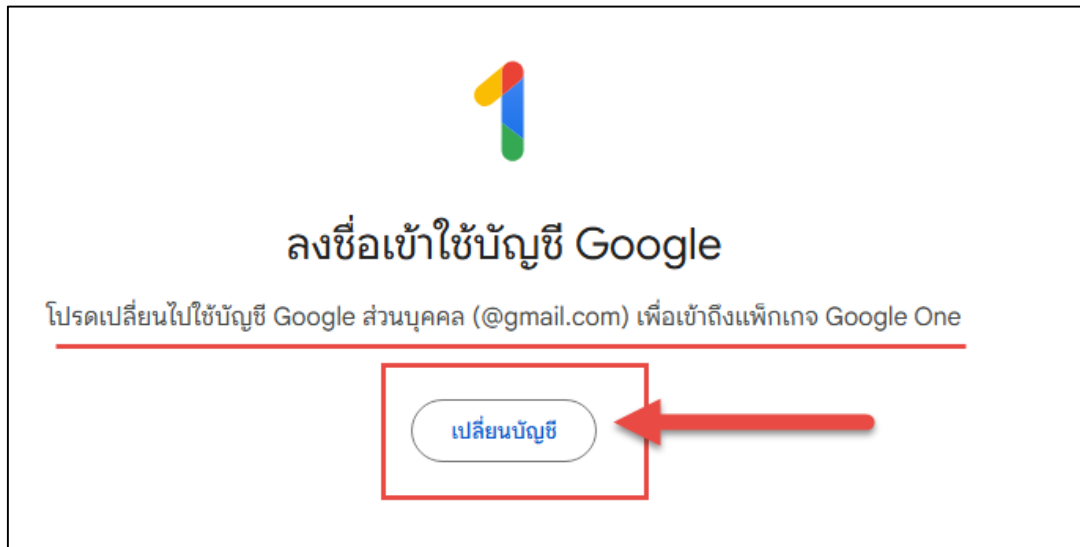 ลงชื่อเข้าใช้บัญชี Google
โปรดเปลี่ยนไปใช้บัญชี Google ส่วนบุคคล (@gmail.com) เพื่อเข้าถึงแพ็กเกจ Google One
เปลี่ยนบัญชี